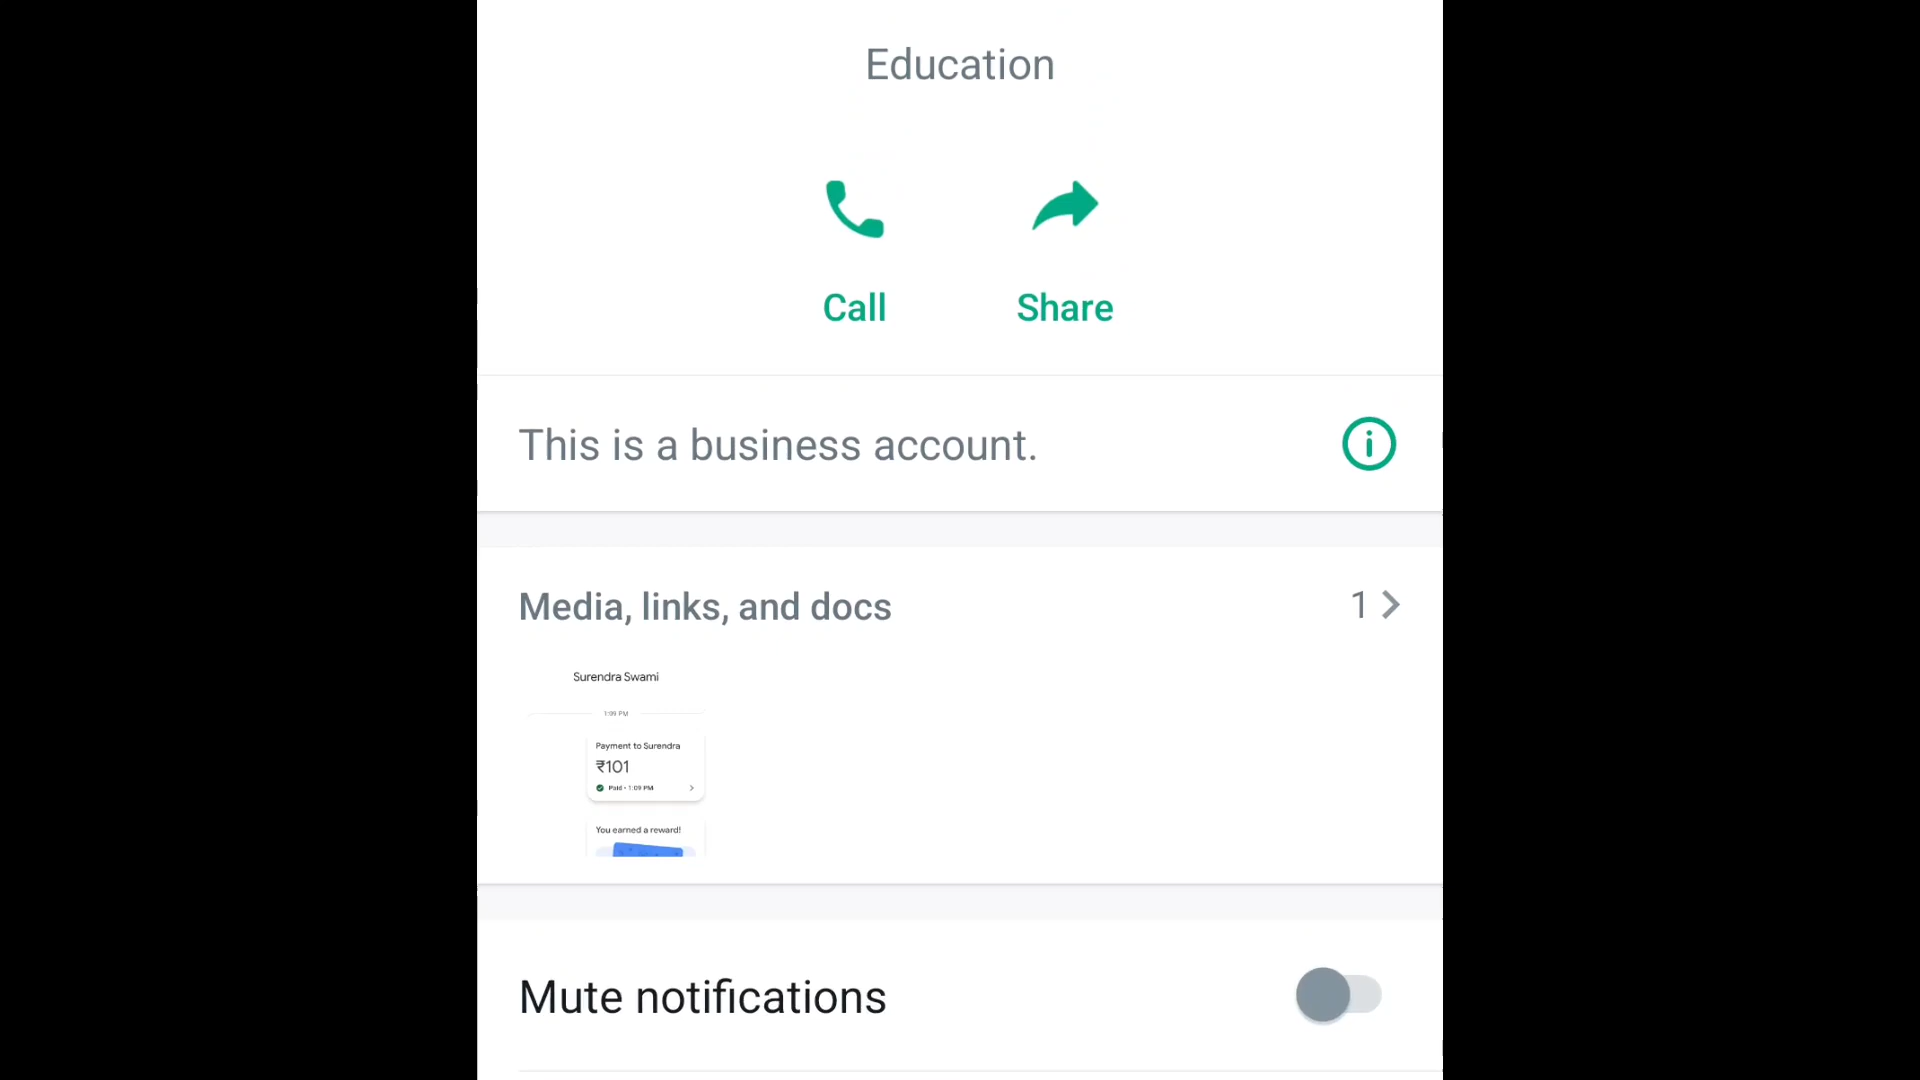 Education
Call Share
This is a business account.
Media, links, and docs 1
Surendra Swami
1:09 PM
Payment to Surendra
₹101
Paid • 1:09 PM
You earned a reward!
Mute notifications